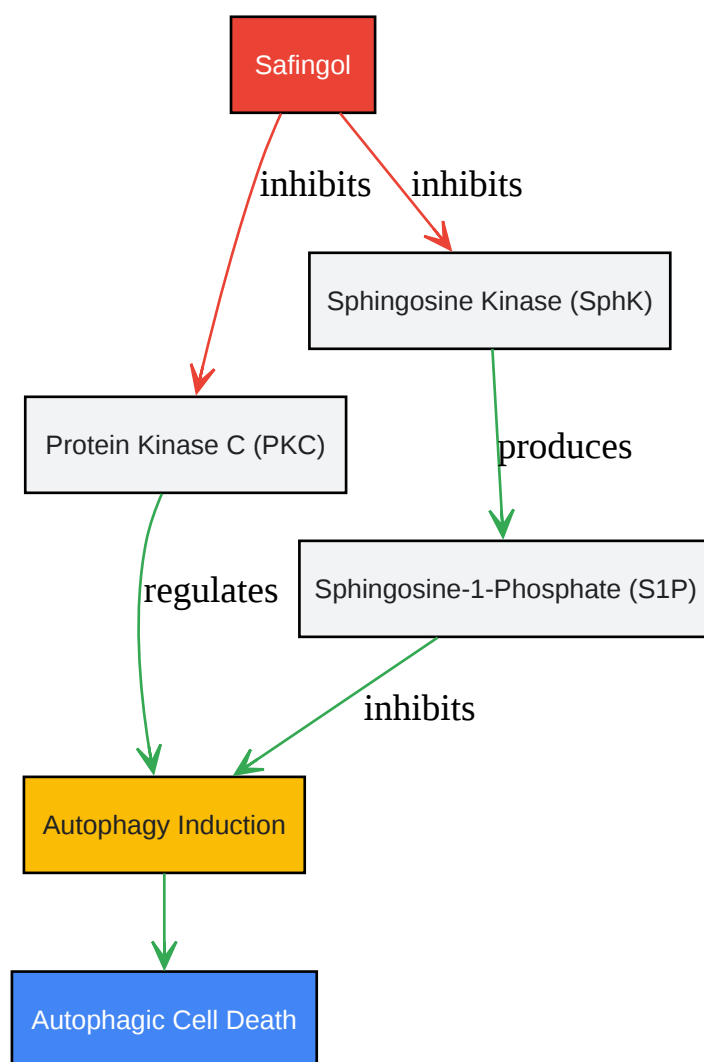 Safingol
inhibits
inhibits
Sphingosine Kinase (SphK)
Protein Kinase C (PKC)
produces
regulates
Sphingosine-1-Phosphate (S1P)
inhibits
Autophagy Induction
Autophagic Cell Death